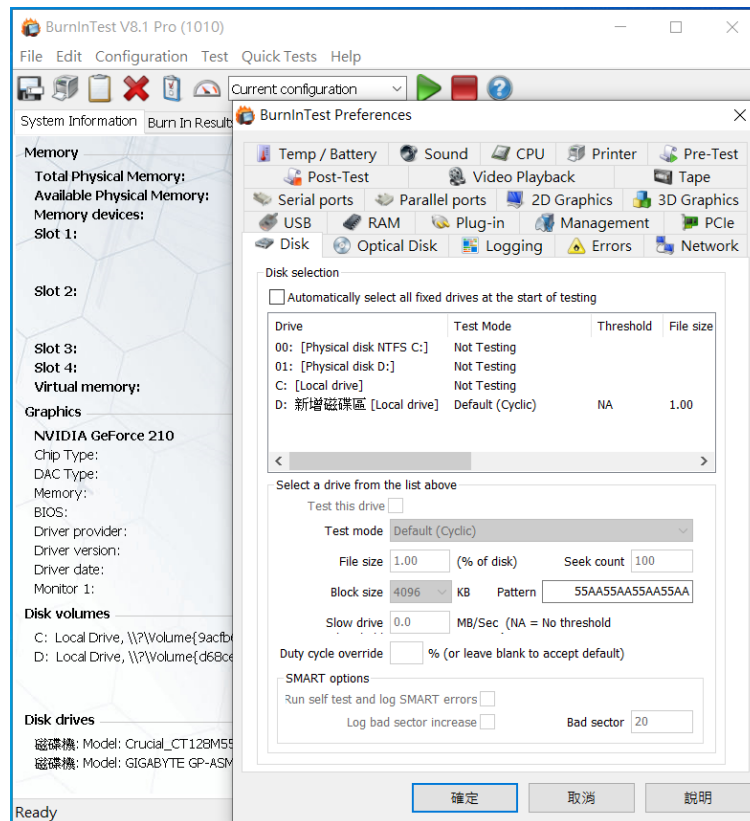 BurnInTest V8.1 Pro (1010)
File Edit Configuration Test Quick Tests Help
Current configuration
System Information Burn In Results
Memory
Total Physical Memory:
Available Physical Memory:
Memory devices:
Slot 1:
Slot 2:
Slot 3:
Slot 4:
Virtual memory:
Graphics
NVIDIA GeForce 210
Chip Type:
DAC Type:
Memory:
BIOS:
Driver provider:
Driver version:
Driver date:
Monitor 1:
Disk volumes
C: Local Drive, \\?\Volume{9acfb
D: Local Drive, \\?\Volume{d68ce
Disk drives
磁碟機: Model: Crucial_CT128M55
磁碟機: Model: GIGABYTE GP-ASM
Ready
BurnInTest Preferences
Temp / Battery Sound CPU Printer Pre-Test
Post-Test Video Playback Tape
Serial ports Parallel ports 2D Graphics 3D Graphics
USB RAM Plug-in Management PCIe
Disk Optical Disk Logging Errors Network
Disk selection
Automatically select all fixed drives at the start of testing
Drive Test Mode Threshold File size
00: [Physical disk NTFS C:] Not Testing
01: [Physical disk D:] Not Testing
C: [Local drive] Not Testing
D: 新增磁碟區 [Local drive] Default (Cyclic) NA 1.00
Select a drive from the list above
Test this drive
Test mode Default (Cyclic)
File size 1.00 (% of disk) Seek count 100
Block size 4096 KB Pattern 55AA55AA55AA55AA
Slow drive 0.0 MB/Sec (NA = No threshold
Duty cycle override % (or leave blank to accept default)
SMART options
Run self test and log SMART errors
Log bad sector increase Bad sector 20
確定 取消 說明